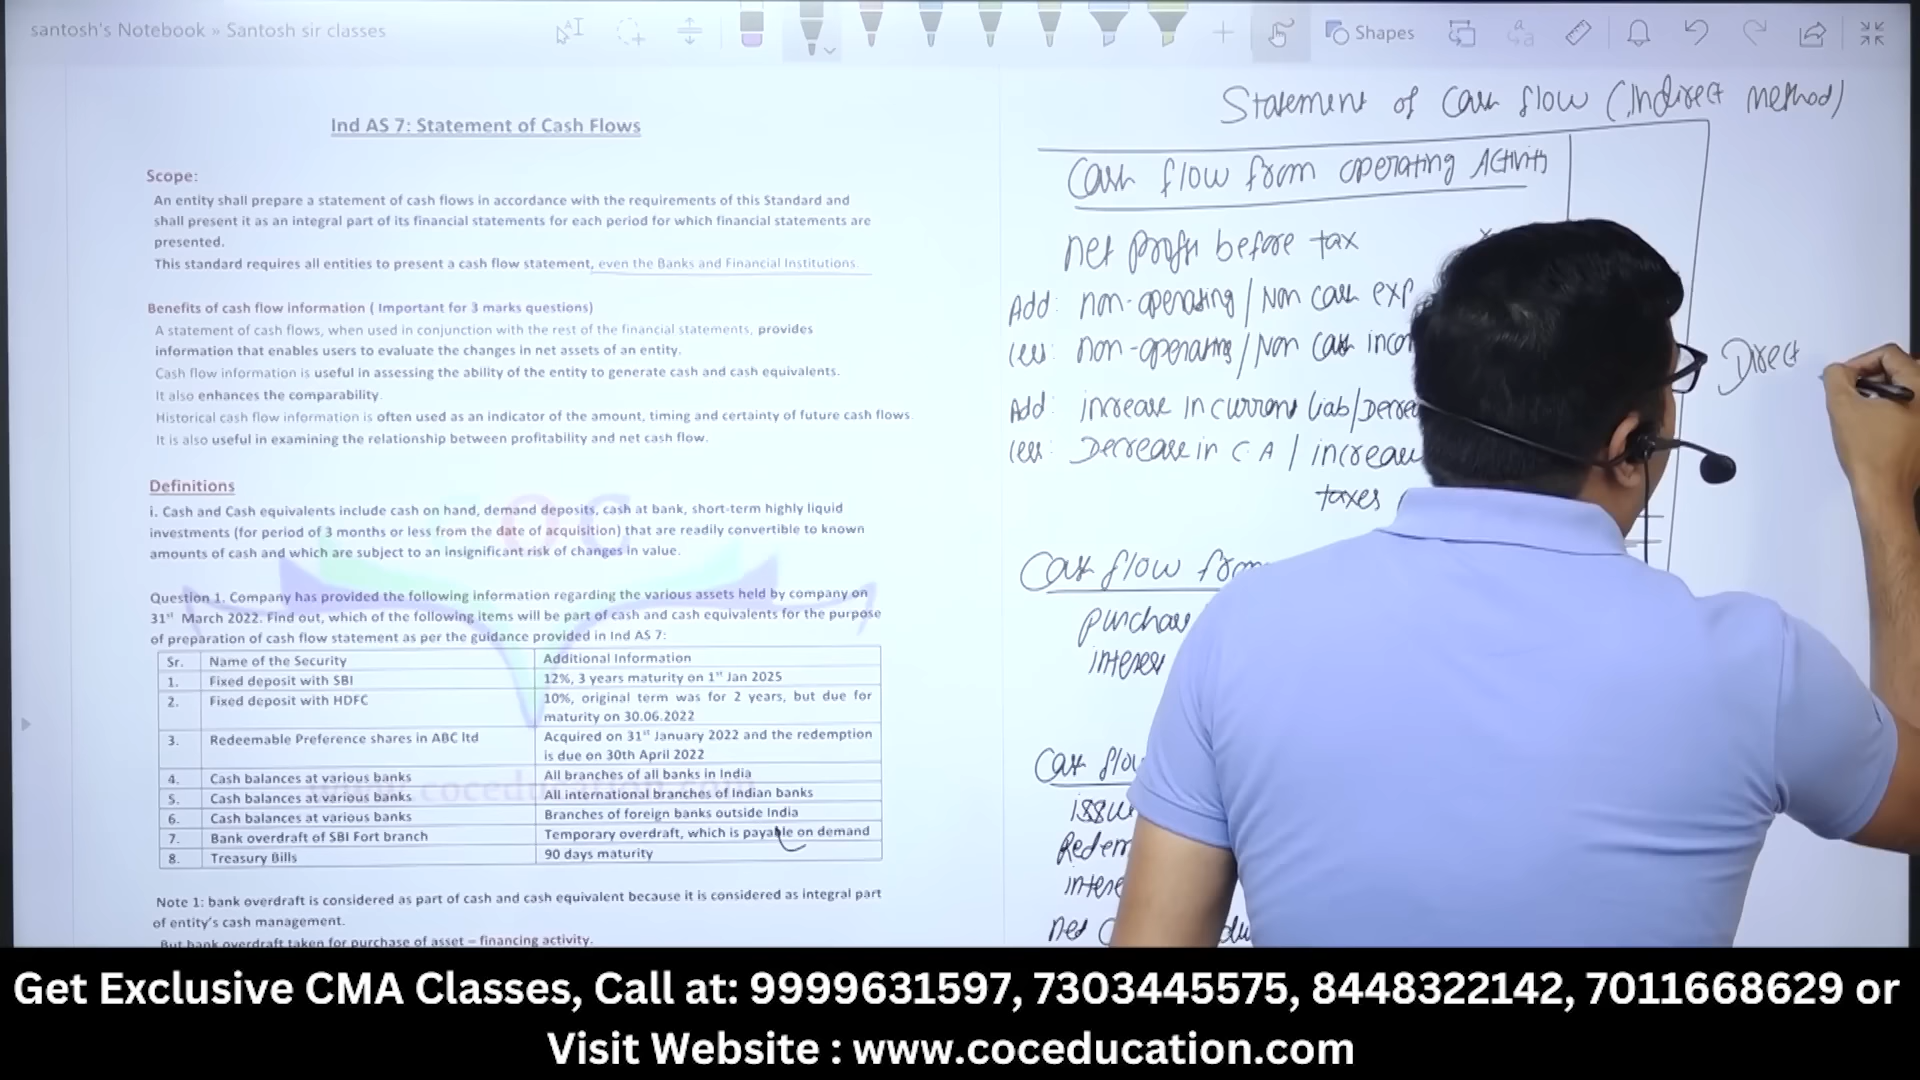 santosh's Notebook » Santosh sir classes
Shapes
Ind AS 7: Statement of Cash Flows
Scope:
An entity shall prepare a statement of cash flows in accordance with the requirements of this Standard and
shall present it as an integral part of its financial statements for each period for which financial statements are
presented.
This standard requires all entities to present a cash flow statement, even the Banks and Financial Institutions.
Benefits of cash flow information ( Important for 3 marks questions)
A statement of cash flows, when used in conjunction with the rest of the financial statements, provides
information that enables users to evaluate the changes in net assets of an entity.
Cash flow information is useful in assessing the ability of the entity to generate cash and cash equivalents.
It also enhances the comparability.
Historical cash flow information is often used as an indicator of the amount, timing and certainty of future cash flows.
It is also useful in examining the relationship between profitability and net cash flow.
Definitions
i. Cash and Cash equivalents include cash on hand, demand deposits, cash at bank, short-term highly liquid
investments (for period of 3 months or less from the date of acquisition) that are readily convertible to known
amounts of cash and which are subject to an insignificant risk of changes in value.
Question 1. Company has provided the following information regarding the various assets held by company on
31st March 2022. Find out, which of the following items will be part of cash and cash equivalents for the purpose
of preparation of cash flow statement as per the guidance provided in Ind AS 7:
Sr. Name of the Security Additional Information
1. Fixed deposit with SBI 12%, 3 years maturity on 1st Jan 2025
2. Fixed deposit with HDFC 10%, original term was for 2 years, but due for
maturity on 30.06.2022
3. Redeemable Preference shares in ABC ltd Acquired on 31st January 2022 and the redemption
is due on 30th April 2022
4. Cash balances at various banks All branches of all banks in India
5. Cash balances at various banks All international branches of Indian banks
6. Cash balances at various banks Branches of foreign banks outside India
7. Bank overdraft of SBI Fort branch Temporary overdraft, which is payable on demand
8. Treasury Bills 90 days maturity
Note 1: bank overdraft is considered as part of cash and cash equivalent because it is considered as integral part
of entity's cash management.
But bank overdraft taken for purchase of asset – financing activity.
Statement of Cash flow (Indirect method)
Cash flow from operating Activity
net profit before tax
Add: non-operating / Non cash exp
less: non-operating / Non cash
Add: increase in current liab/
less: Decrease in C.A /
taxes
Cash flow from
interest
Cash
net
Direct
Get Exclusive CMA Classes, Call at: 9999631597, 7303445575, 8448322142, 7011668629 or
Visit Website : www.coceducation.com